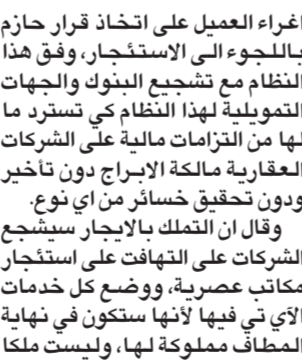 اغراء العميل على اتخاذ قرار حازم
باللجوء الى الاستئجار، وفق هذا
النظام مع تشجيع البنوك والجهات
التمويلية لهذا النظام كي تسترد ما
لها من التزامات مالية على الشركات
العقارية مالكة الابراج دون تأخير
ودون تحقيق خسائر من اي نوع.
وقال ان التملك بالايجار سيشجع
الشركات على التهافت على استئجار
مكاتب عصرية، ووضع كل خدمات
الآي تي فيها لأنها ستكون في نهاية
المطاف مملوكة لها، وليست ملكا